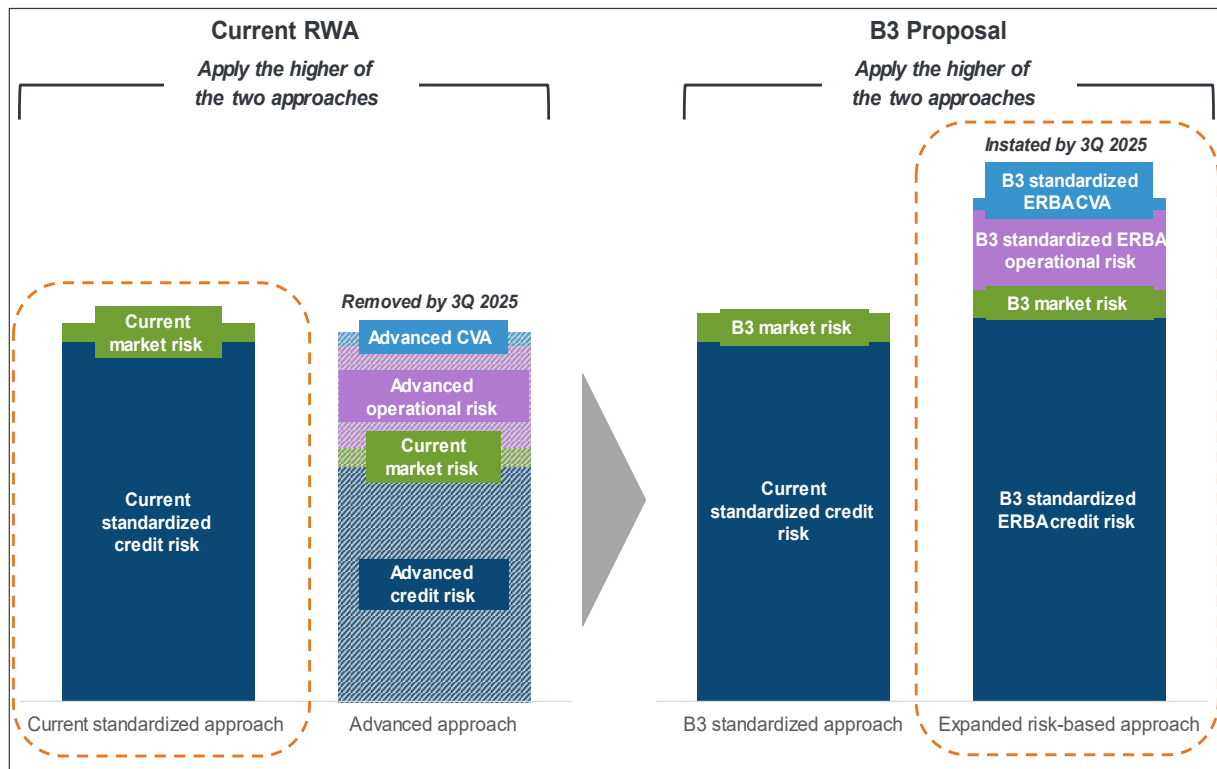 Current RWA
Apply the higher of
the two approaches
Current
market risk
Current
standardized
credit risk
Current standardized approach
Removed by 3Q 2025
Advanced CVA
Advanced
operational risk
Current
market risk
Advanced
credit risk
Advanced approach
B3 Proposal
Apply the higher of
the two approaches
B3 market risk
Current
standardized credit
risk
B3 standardized approach
Instated by 3Q 2025
B3 standardized
ERBA CVA
B3 standardized ERBA
operational risk
B3 market risk
B3 standardized
ERBA credit risk
Expanded risk-based approach